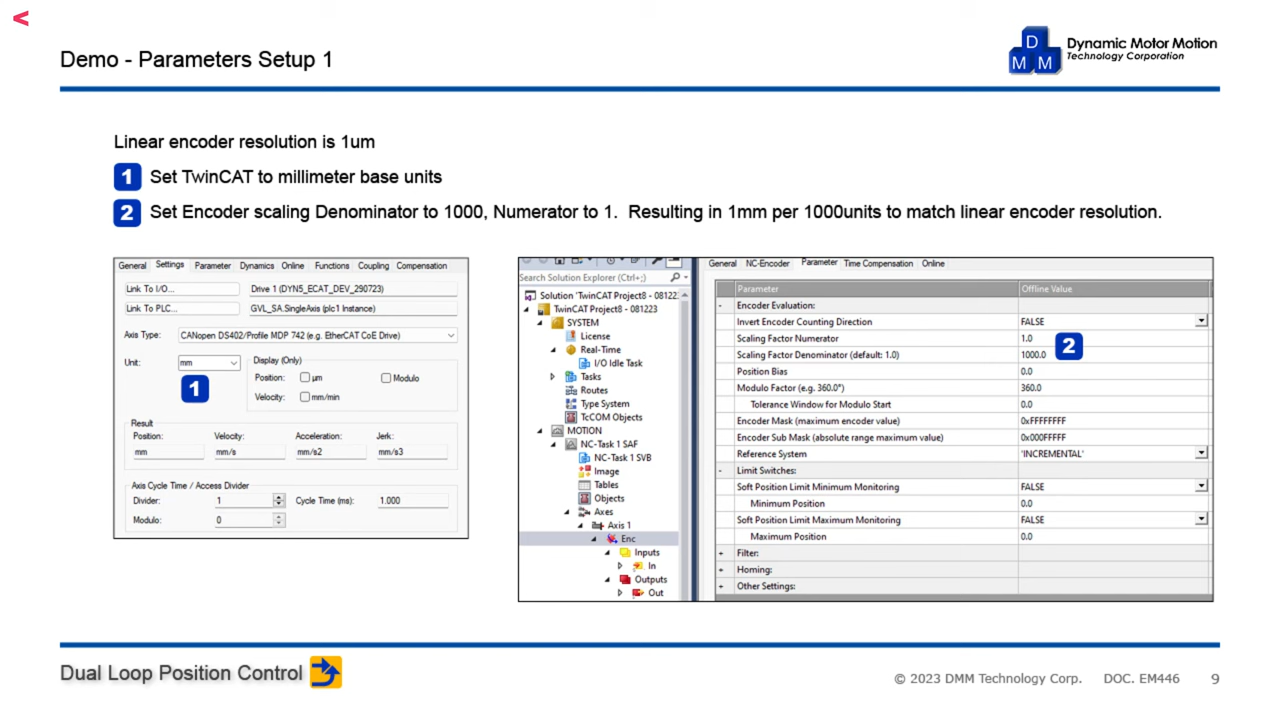 <
Demo - Parameters Setup 1
D
M M
Dynamic Motor Motion
Technology Corporation
Linear encoder resolution is 1um
1 Set TwinCAT to millimeter base units
2 Set Encoder scaling Denominator to 1000, Numerator to 1. Resulting in 1mm per 1000units to match linear encoder resolution.
General Settings Parameter Dynamics Online Functions Coupling Compensation
Link To I/O... Drive 1 (DYN5_ECAT_DEV_290723)
Link To PLC... GVL_SA.SingleAxis (plc1 Instance)
Axis Type: CANopen DS402/Profile MDP 742 (e.g. EtherCAT CoE Drive)
Unit: mm Display (Only)
Position: μm Modulo
1
Velocity: mm/min
Result
Position: Velocity: Acceleration: Jerk:
mm mm/s mm/s2 mm/s3
Axis Cycle Time / Access Divider
Divider: 1 Cycle Time (ms): 1.000
Modulo: 0
Search Solution Explorer (Ctrl+;)
Solution 'TwinCAT Project8 - 08122
TwinCAT Project8 - 081223
SYSTEM
License
Real-Time
I/O Idle Task
Tasks
Routes
Type System
TcCOM Objects
MOTION
NC-Task 1 SAF
NC-Task 1 SVB
Image
Tables
Objects
Axes
Axis 1
Enc
Inputs
In
Outputs
Out
General NC-Encoder Parameter Time Compensation Online
Parameter Offline Value
- Encoder Evaluation:
Invert Encoder Counting Direction FALSE
Scaling Factor Numerator 1.0
Scaling Factor Denominator (default: 1.0) 1000.0
2
Position Bias 0.0
Modulo Factor (e.g. 360.0°) 360.0
Tolerance Window for Modulo Start 0.0
Encoder Mask (maximum encoder value) 0xFFFFFFFF
Encoder Sub Mask (absolute range maximum value) 0x000FFFFF
Reference System 'INCREMENTAL'
- Limit Switches:
Soft Position Limit Minimum Monitoring FALSE
Minimum Position 0.0
Soft Position Limit Maximum Monitoring FALSE
Maximum Position 0.0
+ Filter:
+ Homing:
+ Other Settings:
Dual Loop Position Control
© 2023 DMM Technology Corp. DOC. EM446 9